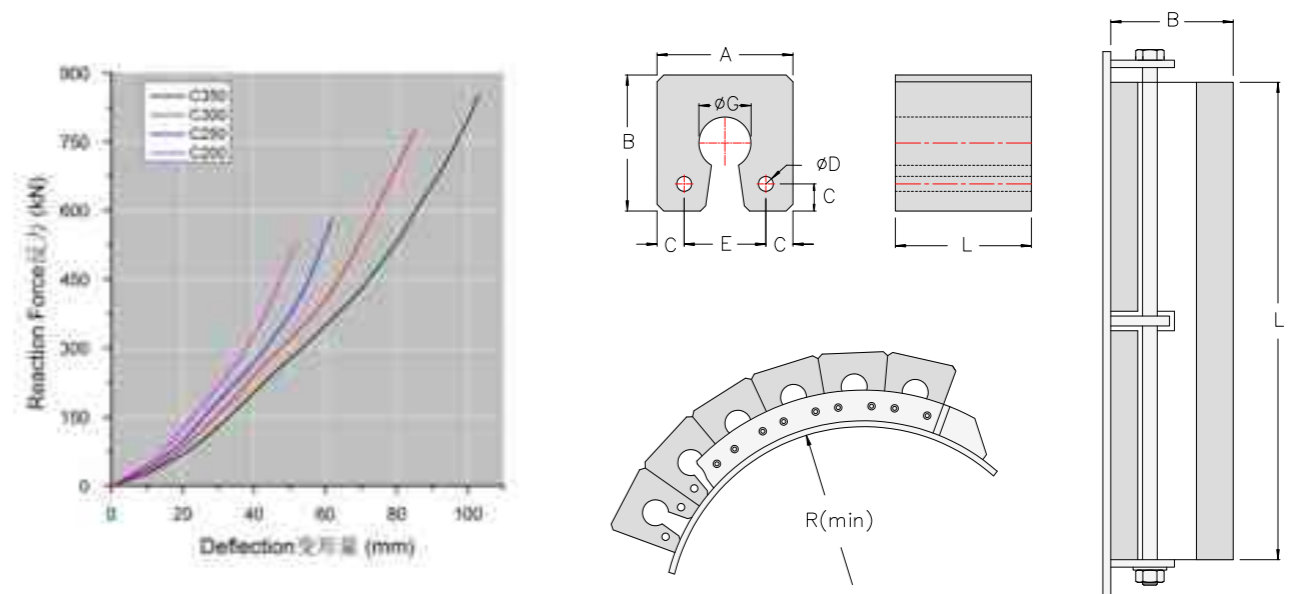 900
750
600
450
300
150
0
0 20 40 60 80 100
Reaction Force反力 (kN)
Deflection变形量 (mm)
C350
C300
C250
C200
A
øG
B
øD
C
C E C
L
R(min)
B
L